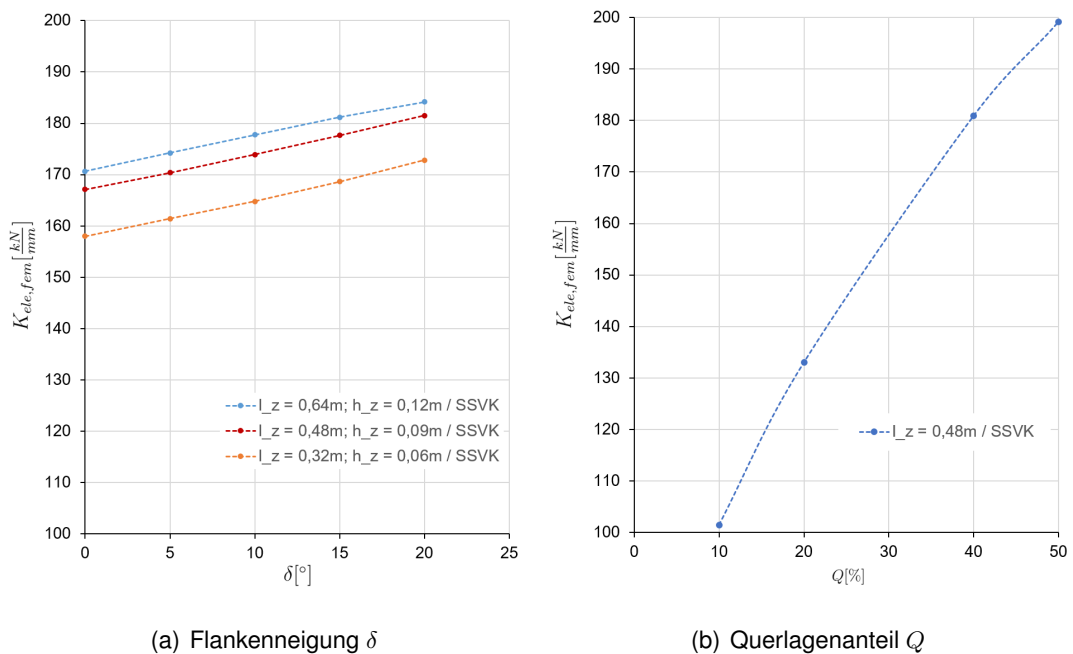 200
190
180
170
160
150
140
130
120
110
100
0 5 10 15 20 25
K_{ele,fem}[\frac{kN}{mm}]
δ[°]
l_z = 0,64m; h_z = 0,12m / SSVK
l_z = 0,48m; h_z = 0,09m / SSVK
l_z = 0,32m; h_z = 0,06m / SSVK
(a) Flankenneigung δ
200
190
180
170
160
150
140
130
120
110
100
0 10 20 30 40 50
K_{ele,fem}[\frac{kN}{mm}]
Q[%]
l_z = 0,48m / SSVK
(b) Querlagenanteil Q